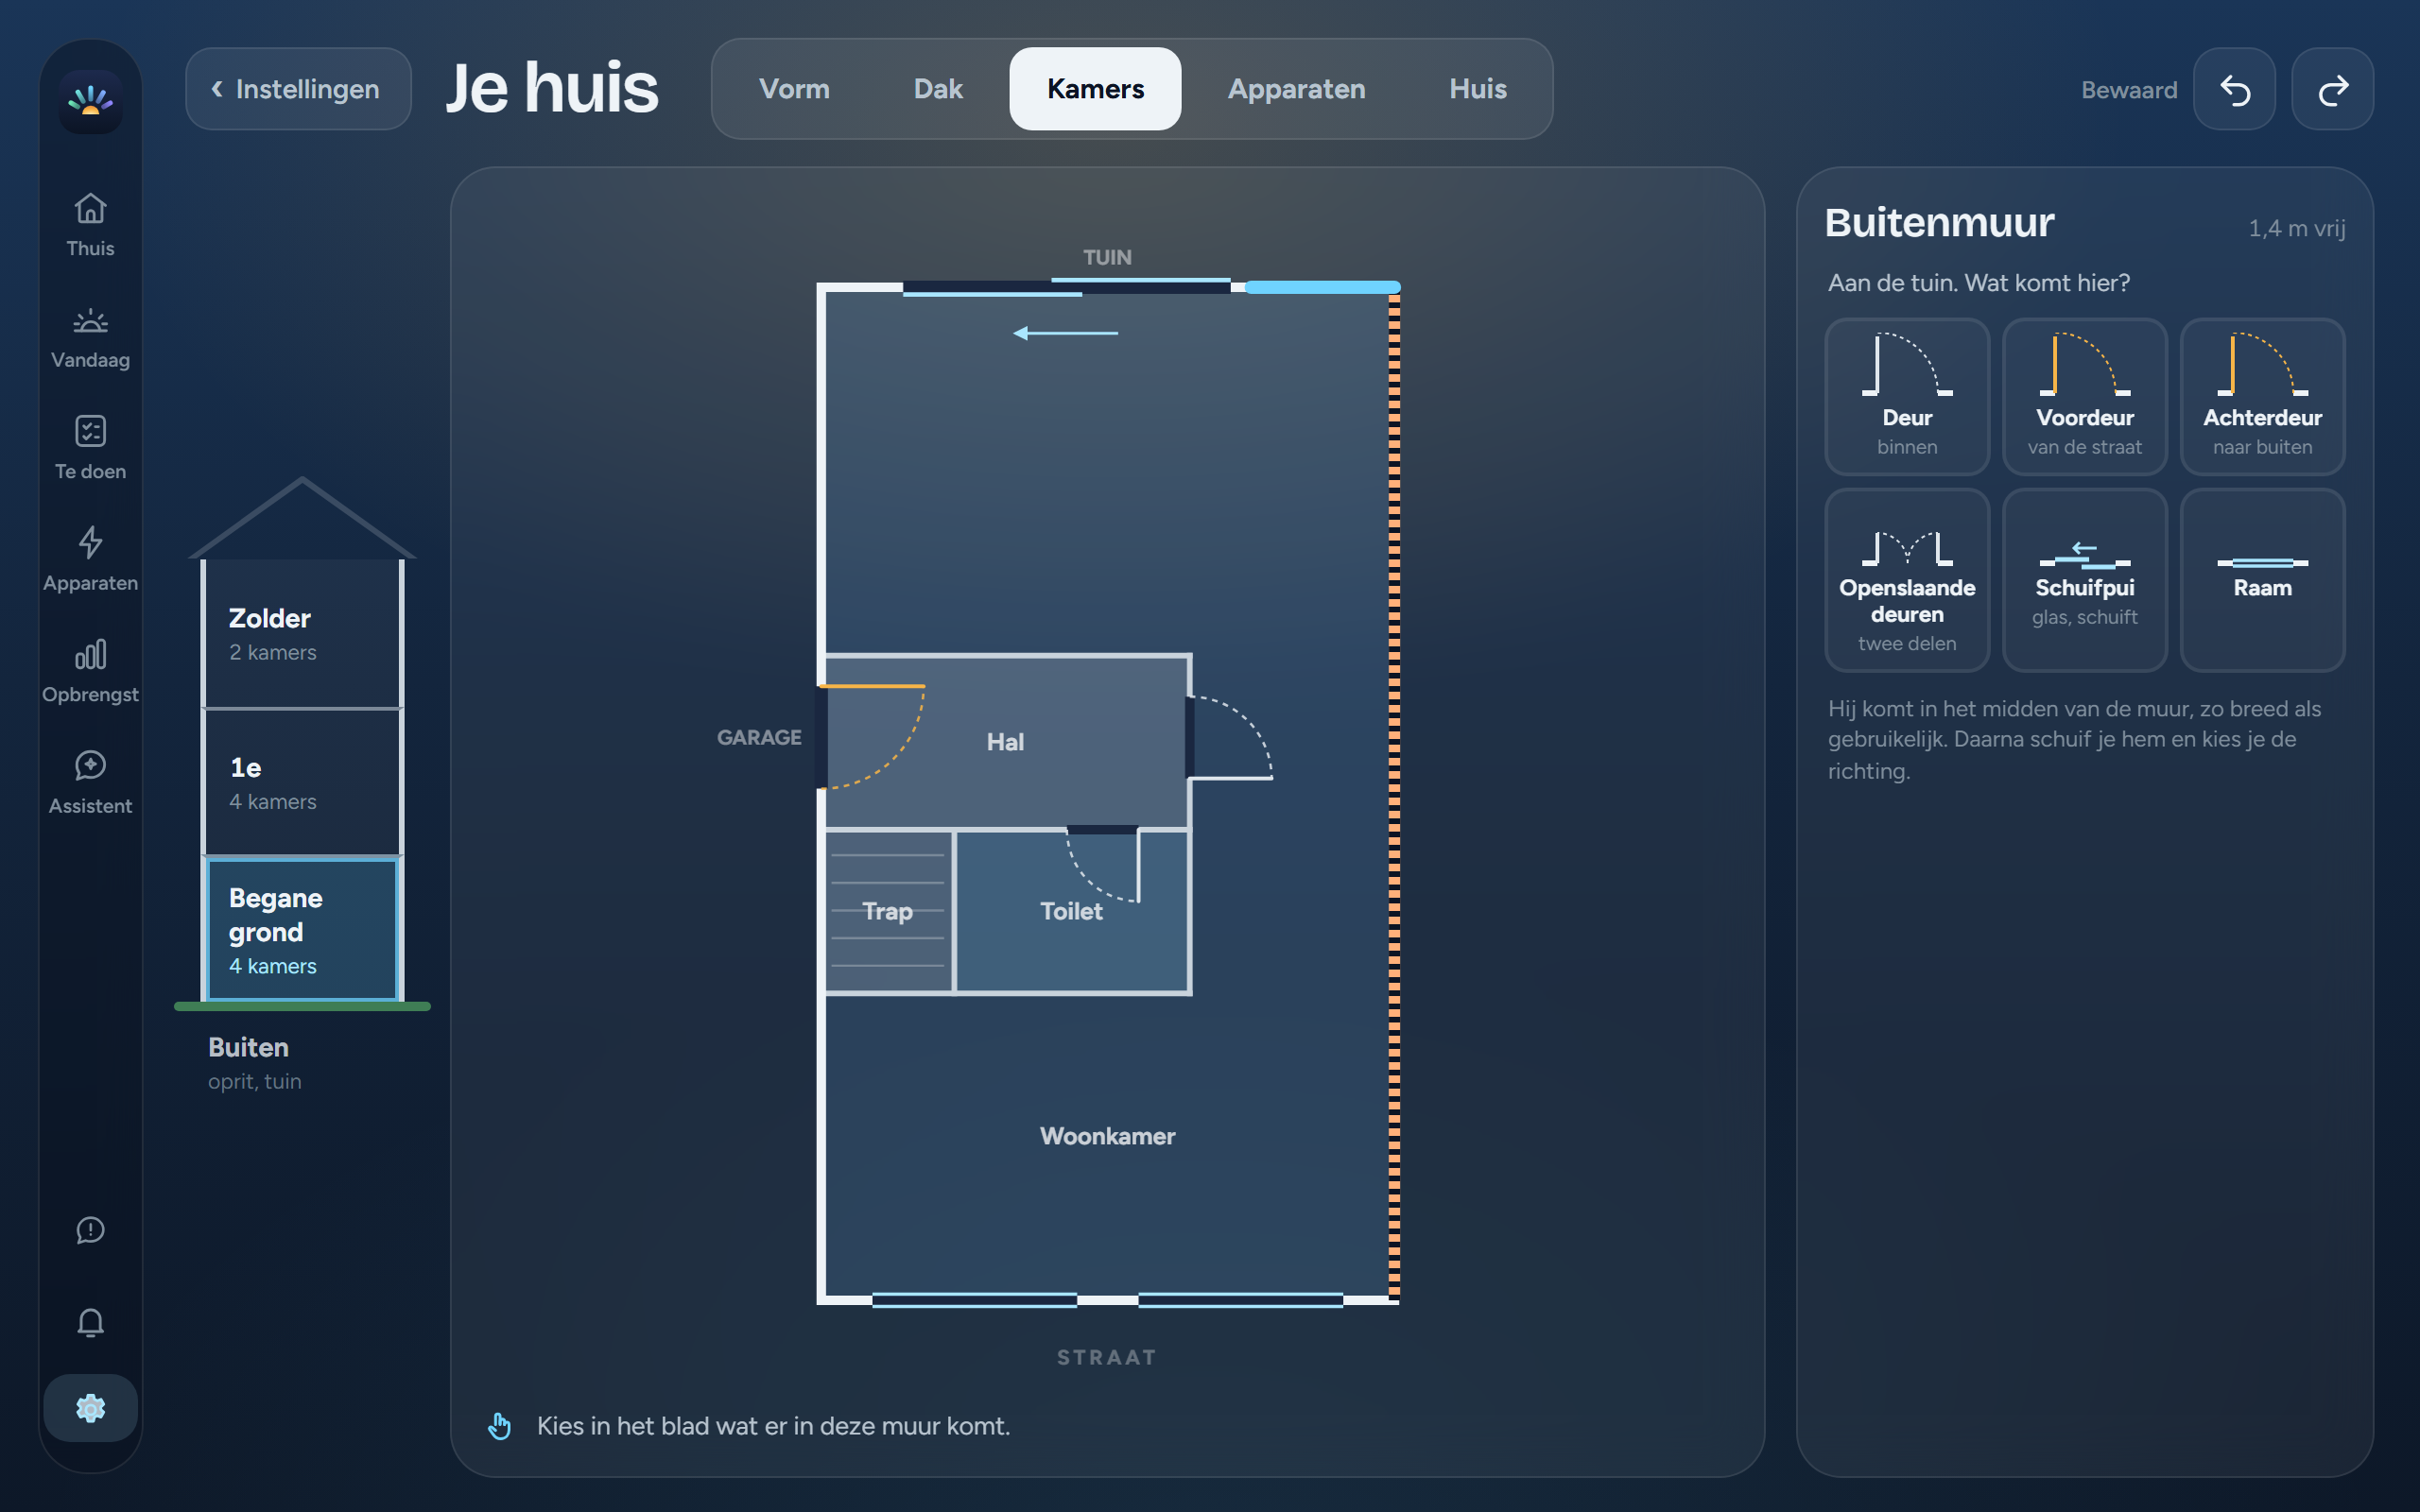 ‹ Instellingen
Je huis
Vorm
Dak
Kamers
Apparaten
Huis
Bewaard
Thuis
Vandaag
Te doen
Apparaten
Opbrengst
Assistent
Zolder
2 kamers
1e
4 kamers
Begane
grond
4 kamers
Buiten
oprit, tuin
TUIN
GARAGE
Hal
Trap
Toilet
Woonkamer
STRAAT
Kies in het blad wat er in deze muur komt.
Buitenmuur
1,4 m vrij
Aan de tuin. Wat komt hier?
Deur
binnen
Voordeur
van de straat
Achterdeur
naar buiten
Openslaande
deuren
twee delen
Schuifpui
glas, schuift
Raam
Hij komt in het midden van de muur, zo breed als
gebruikelijk. Daarna schuif je hem en kies je de
richting.